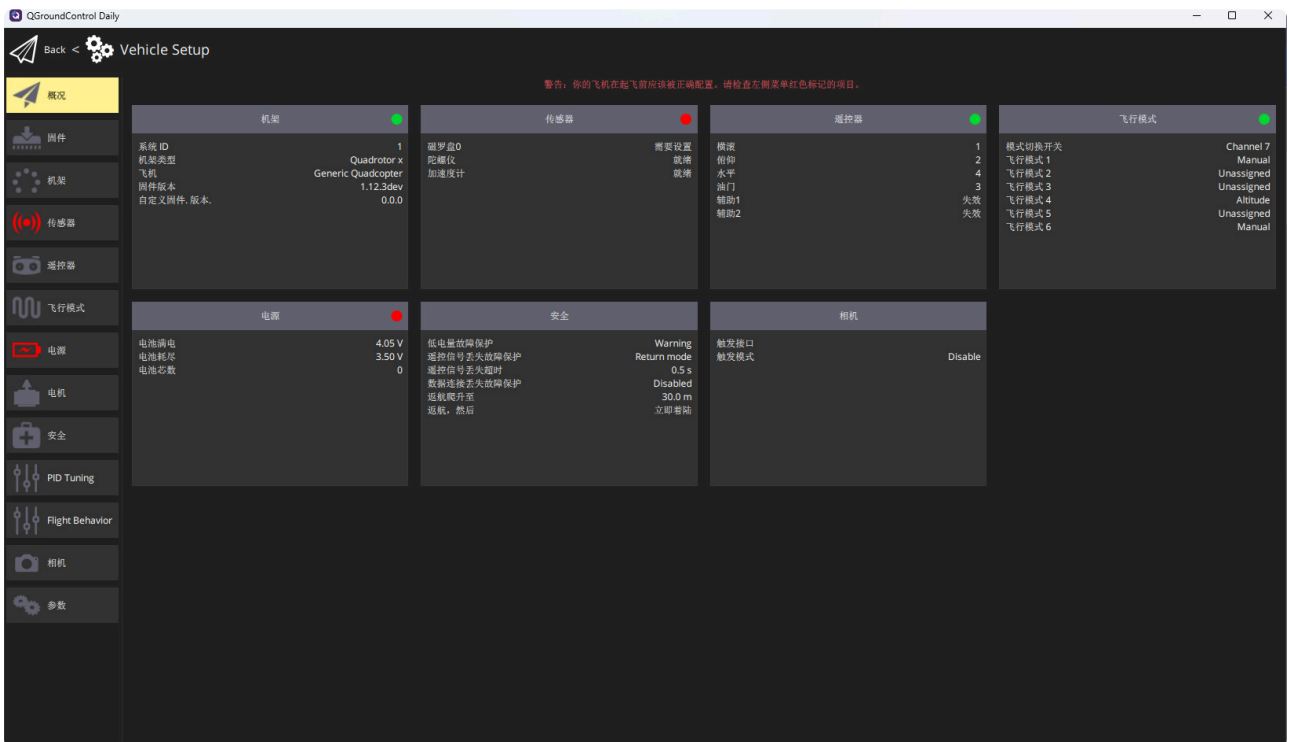 QGroundControl Daily
Back < Vehicle Setup
警告：你的飞机在起飞前应该被正确配置。请检查左侧菜单红色标记的项目。
概况
固件
机架
传感器
遥控器
飞行模式
电源
电机
安全
PID Tuning
Flight Behavior
相机
参数
机架
系统 ID 1
机架类型 Quadrotor x
飞机 Generic Quadcopter
固件版本 1.12.3dev
自定义固件. 版本. 0.0.0
传感器
磁罗盘0 需要设置
陀螺仪 就绪
加速度计 就绪
遥控器
横滚 1
俯仰 2
水平 4
油门 3
辅助1 失效
辅助2 失效
飞行模式
模式切换开关 Channel 7
飞行模式 1 Manual
飞行模式 2 Unassigned
飞行模式 3 Unassigned
飞行模式 4 Altitude
飞行模式 5 Unassigned
飞行模式 6 Manual
电源
电池满电 4.05 V
电池耗尽 3.50 V
电池芯数 0
安全
低电量故障保护 Warning
遥控信号丢失故障保护 Return mode
遥控信号丢失超时 0.5 s
数据连接丢失故障保护 Disabled
返航爬升至 30.0 m
返航，然后 立即着陆
相机
触发接口
触发模式 Disable